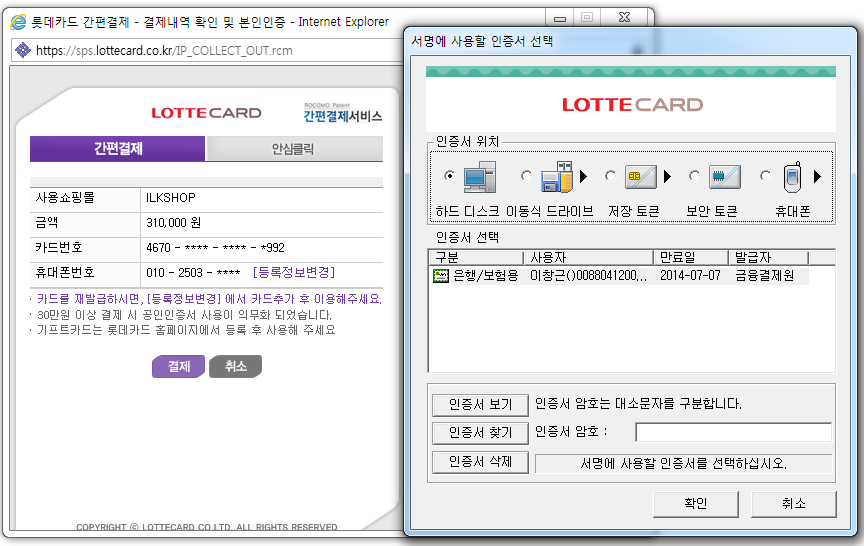 롯데카드 간편결제 - 결제내역 확인 및 본인인증 - Internet Explorer
https://sps.lottecard.co.kr/IP_COLLECT_OUT.rcm
LOTTE CARD
ROCOMO Patent
간편결제서비스
간편결제 안심클릭
사용쇼핑몰 ILKSHOP
금액 310,000 원
카드번호 4670 - **** - **** - *992
휴대폰번호 010 - 2503 - **** [등록정보변경]
· 카드를 재발급하시면, [등록정보변경] 에서 카드추가 후 이용해주세요.
· 30만원 이상 결제 시 공인인증서 사용이 의무화 되었습니다.
· 기프트카드는 롯데카드 홈페이지에서 등록 후 사용해 주세요
결제 취소
COPYRIGHT ⓒ LOTTECARD CO.LTD. ALL RIGHTS RESERVED
서명에 사용할 인증서 선택
LOTTE CARD
인증서 위치
하드 디스크 이동식 드라이브 저장 토큰 보안 토큰 휴대폰
인증서 선택
구분 사용자 만료일 발급자
은행/보험용 이창근()0088041200... 2014-07-07 금융결제원
인증서 보기 인증서 암호는 대소문자를 구분합니다.
인증서 찾기 인증서 암호 :
인증서 삭제 서명에 사용할 인증서를 선택하십시오.
확인 취소